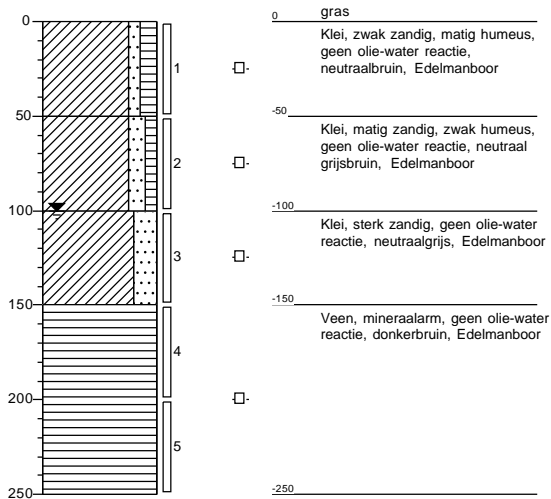 0
50
100
150
200
250
1
2
3
4
5
0
gras
Klei, zwak zandig, matig humeus,
geen olie-water reactie,
neutraalbruin, Edelmanboor
-50
Klei, matig zandig, zwak humeus,
geen olie-water reactie, neutraal
grijsbruin, Edelmanboor
-100
Klei, sterk zandig, geen olie-water
reactie, neutraalgrijs, Edelmanboor
-150
Veen, mineraalarm, geen olie-water
reactie, donkerbruin, Edelmanboor
-250